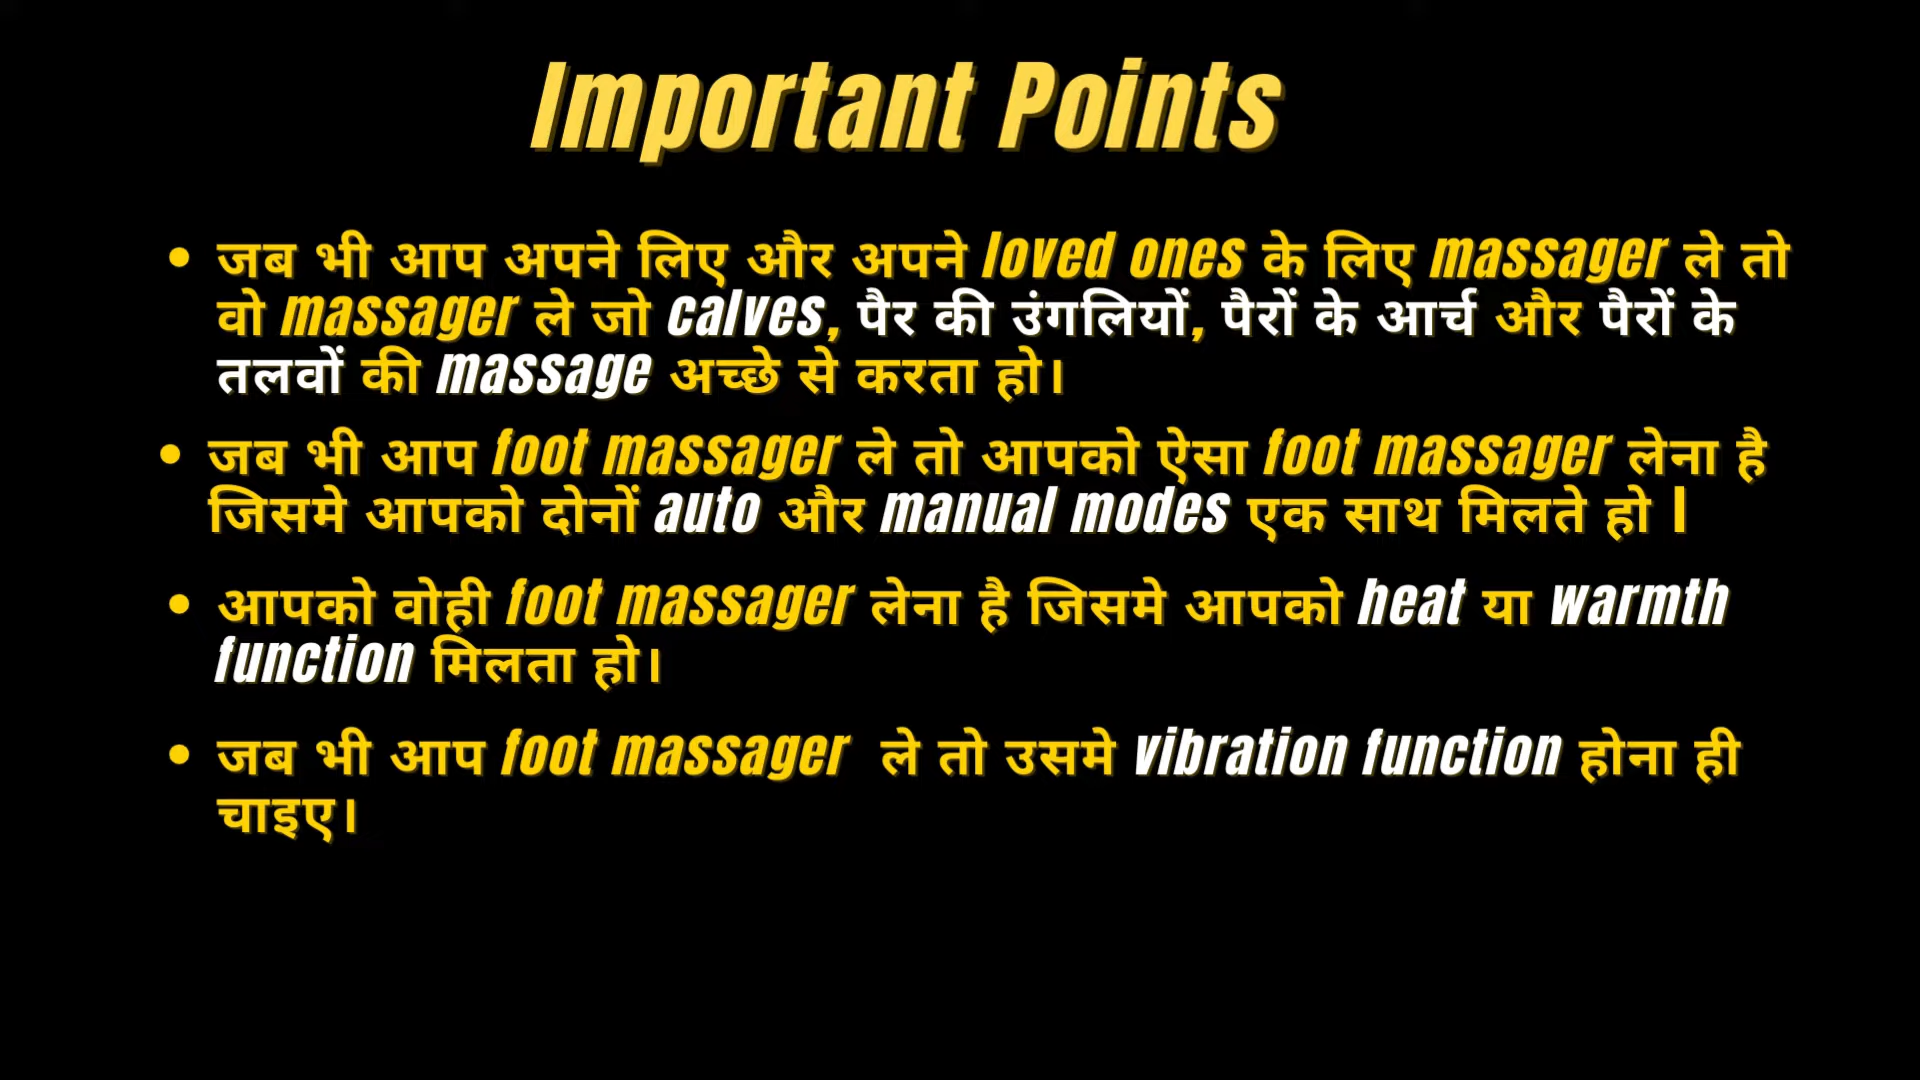 Important Points
• जब भी आप अपने लिए और अपने loved ones के लिए massager ले तो
वो massager ले जो calves, पैर की उंगलियों, पैरों के आर्च और पैरों के
तलवों की massage अच्छे से करता हो।
• जब भी आप foot massager ले तो आपको ऐसा foot massager लेना है
जिसमे आपको दोनों auto और manual modes एक साथ मिलते हो |
• आपको वोही foot massager लेना है जिसमे आपको heat या warmth
function मिलता हो।
• जब भी आप foot massager ले तो उसमे vibration function होना ही
चाइए।